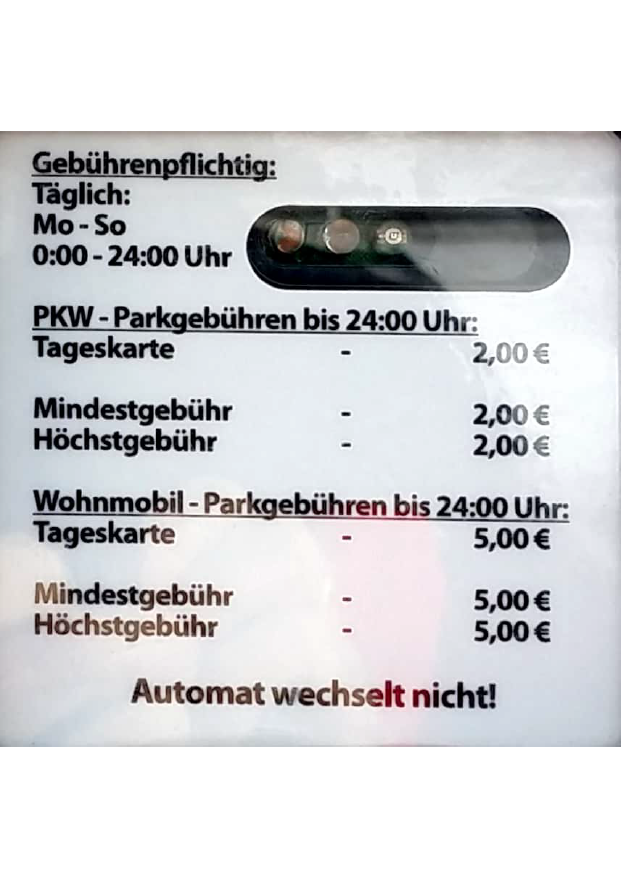 Gebührenpflichtig:
Täglich:
Mo - So
0:00 - 24:00 Uhr
PKW - Parkgebühren bis 24:00 Uhr:
Tageskarte - 2,00 €
Mindestgebühr - 2,00 €
Höchstgebühr - 2,00 €
Wohnmobil - Parkgebühren bis 24:00 Uhr:
Tageskarte - 5,00 €
Mindestgebühr - 5,00 €
Höchstgebühr - 5,00 €
Automat wechselt nicht!